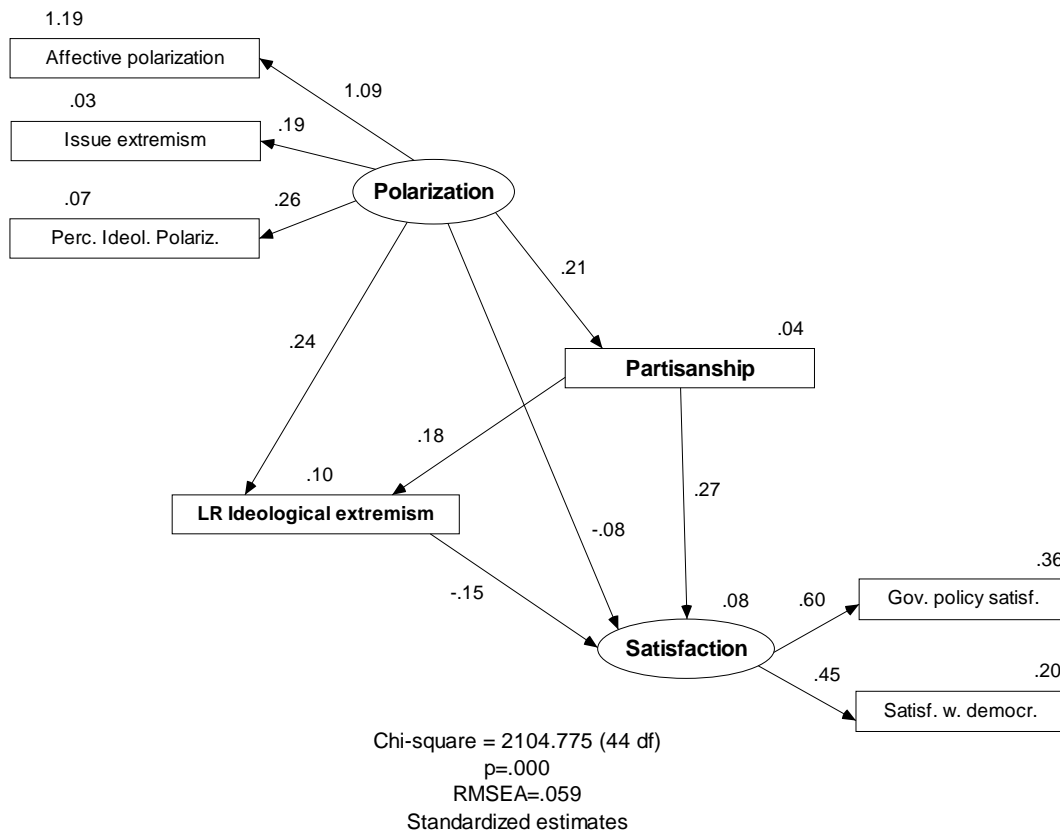 1.19
Affective polarization
1.09
.03
Issue extremism
.19
Polarization
.07
.26
Perc. Ideol. Polariz.
.21
.24
.04
Partisanship
.18
.10
.27
LR Ideological extremism
-.08
-.15
.36
Gov. policy satisf.
.08
.60
Satisfaction
.45
.20
Satisf. w. democr.
Chi-square = 2104.775 (44 df)
p=.000
RMSEA=.059
Standardized estimates